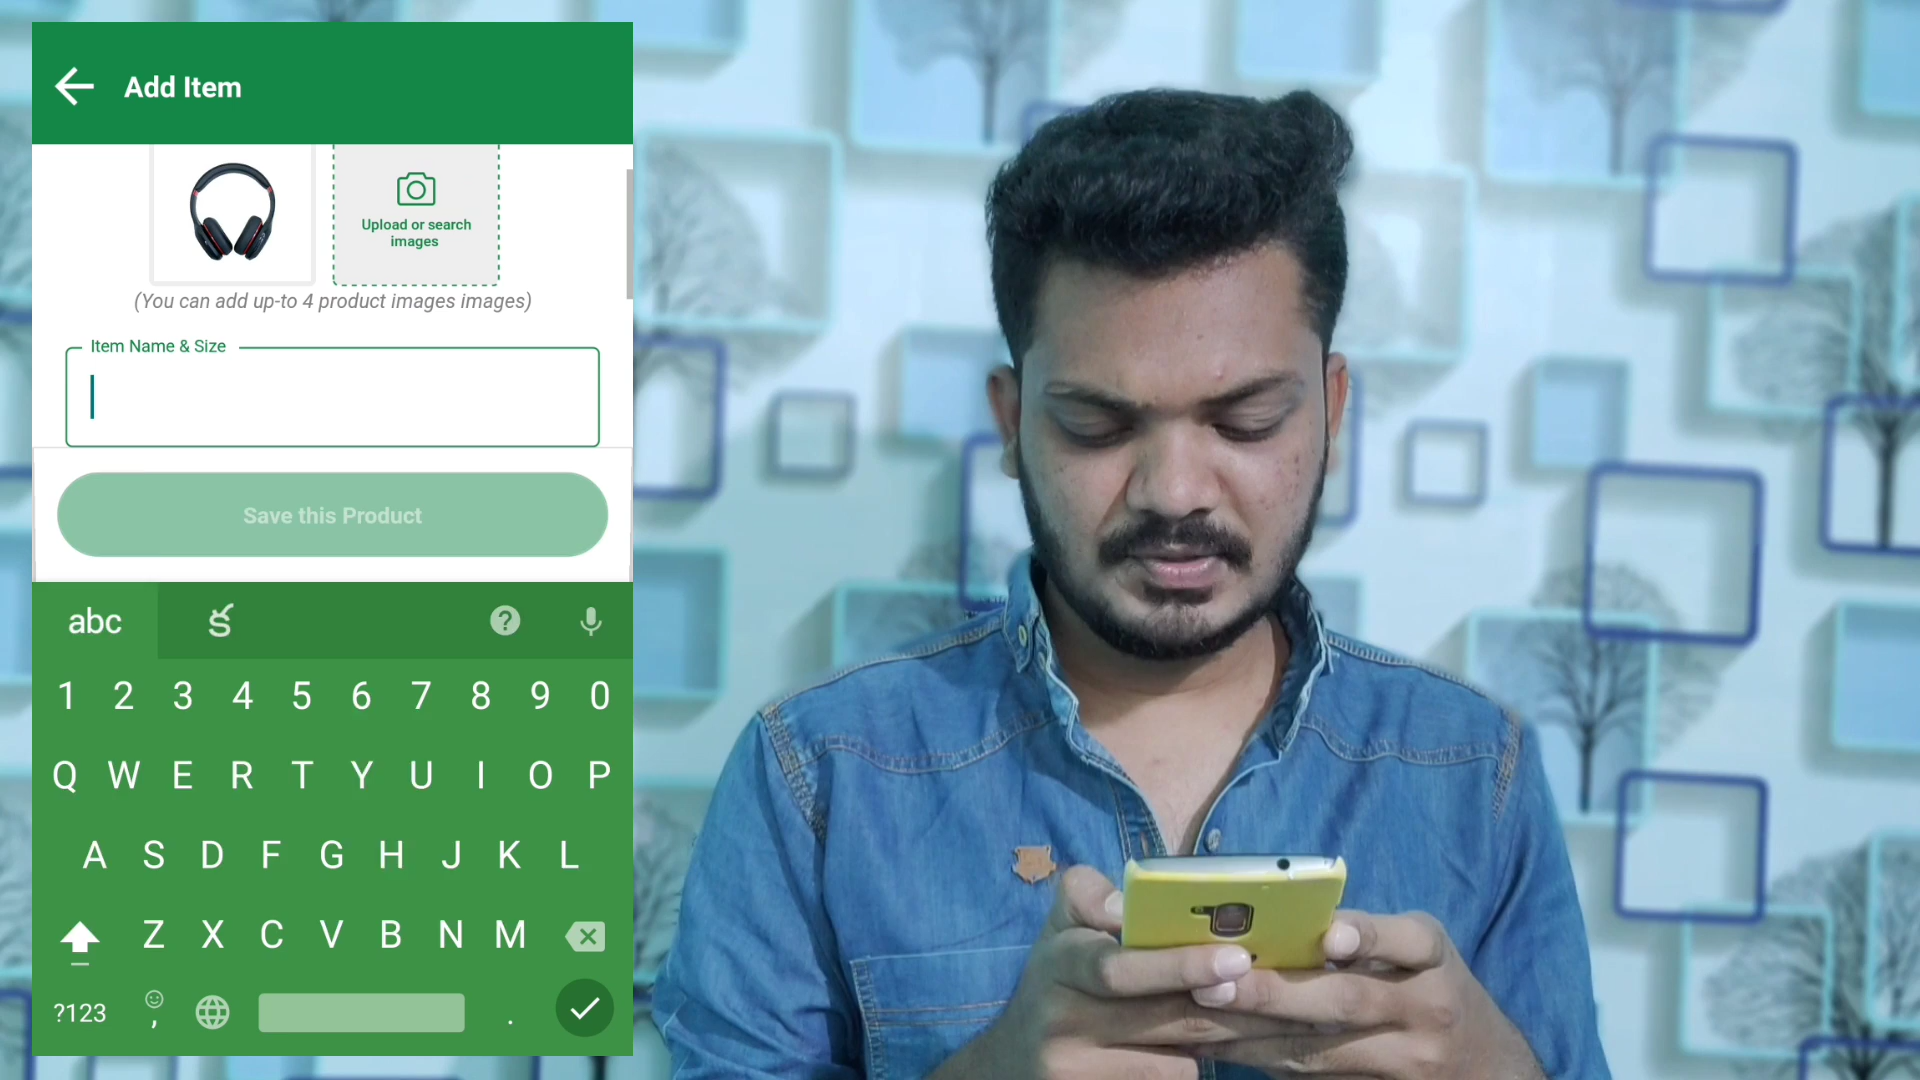 Add Item
Upload or search
images
(You can add up-to 4 product images images)
Item Name & Size
Save this Product
abc క
1 2 3 4 5 6 7 8 9 0
Q W E R T Y U I O P
A S D F G H J K L
Z X C V B N M
?123 , .